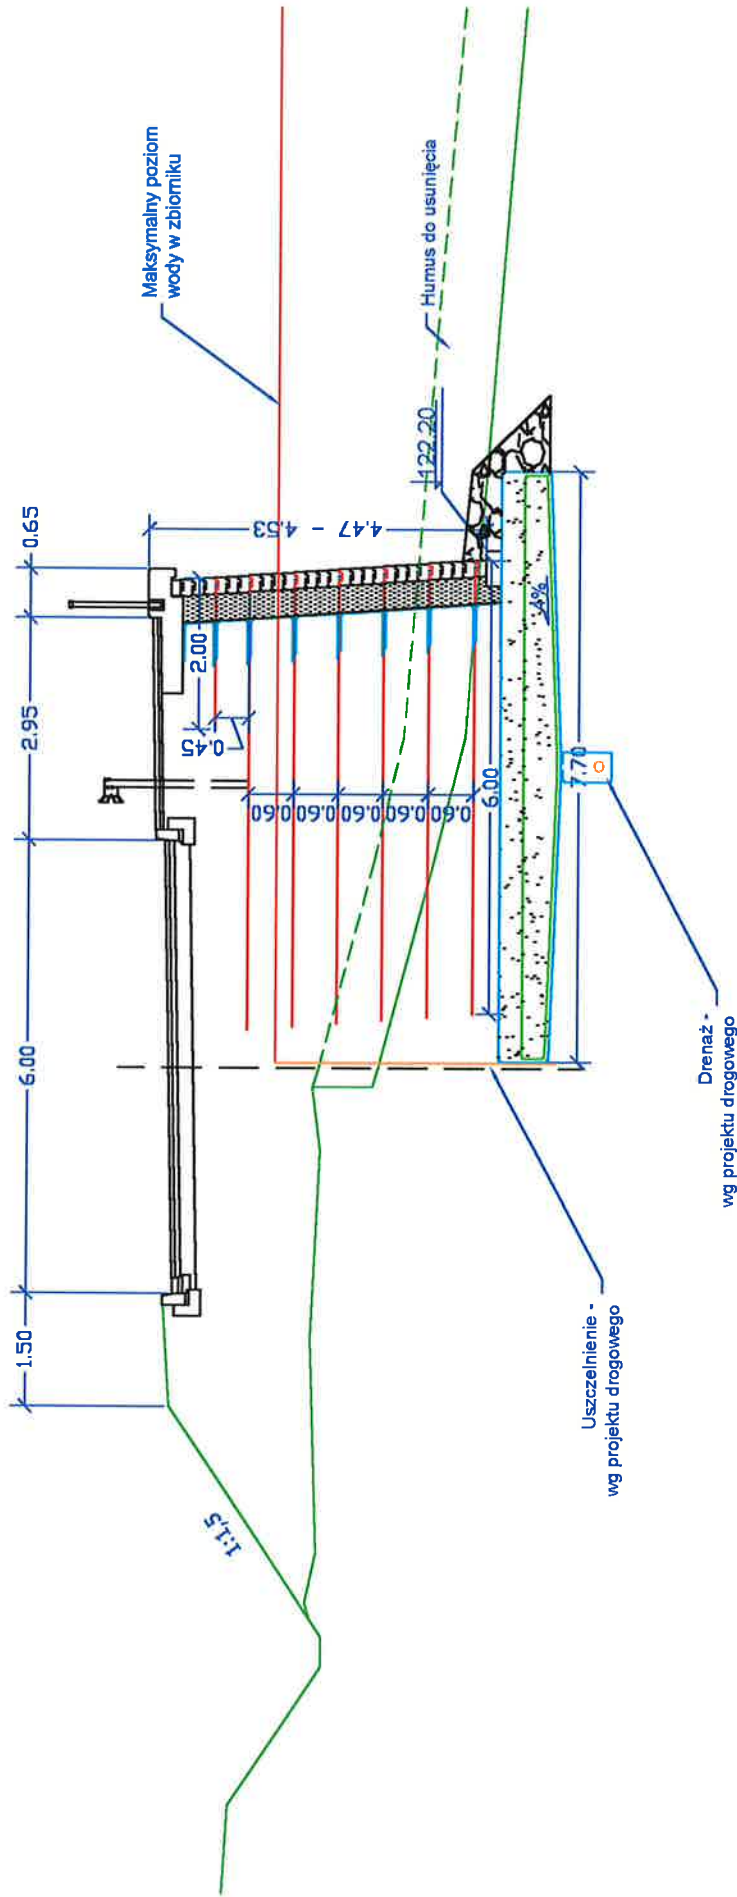 1.50
6.00
2.95
0.65
1:1,5
Maksymalny poziom
wody w zbiorniku
4.47 - 4.53
2.00
0.45
0.60
0.60
0.60
0.60
0.60
6.00
7.70
4%
122.20
Humus do usunięcia
Uszczelnienie -
wg projektu drogowego
Drenaż -
wg projektu drogowego